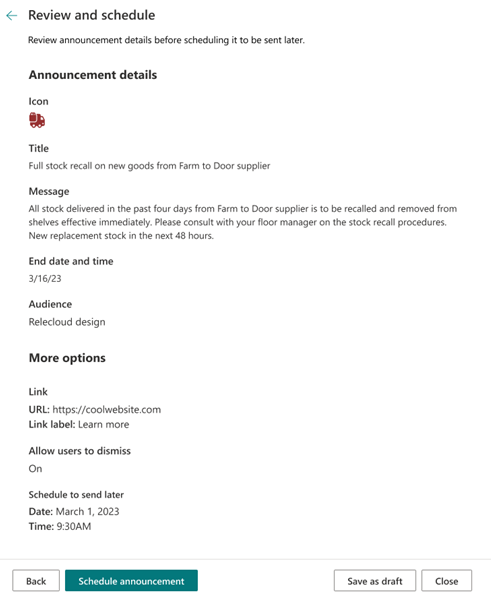 Review and schedule
Review announcement details before scheduling it to be sent later.
Announcement details
Icon
Title
Full stock recall on new goods from Farm to Door supplier
Message
All stock delivered in the past four days from Farm to Door supplier is to be recalled and removed from
shelves effective immediately. Please consult with your floor manager on the stock recall procedures.
New replacement stock in the next 48 hours.
End date and time
3/16/23
Audience
Relecloud design
More options
Link
URL: https://coolwebsite.com
Link label: Learn more
Allow users to dismiss
On
Schedule to send later
Date: March 1, 2023
Time: 9:30AM
Back
Schedule announcement
Save as draft
Close